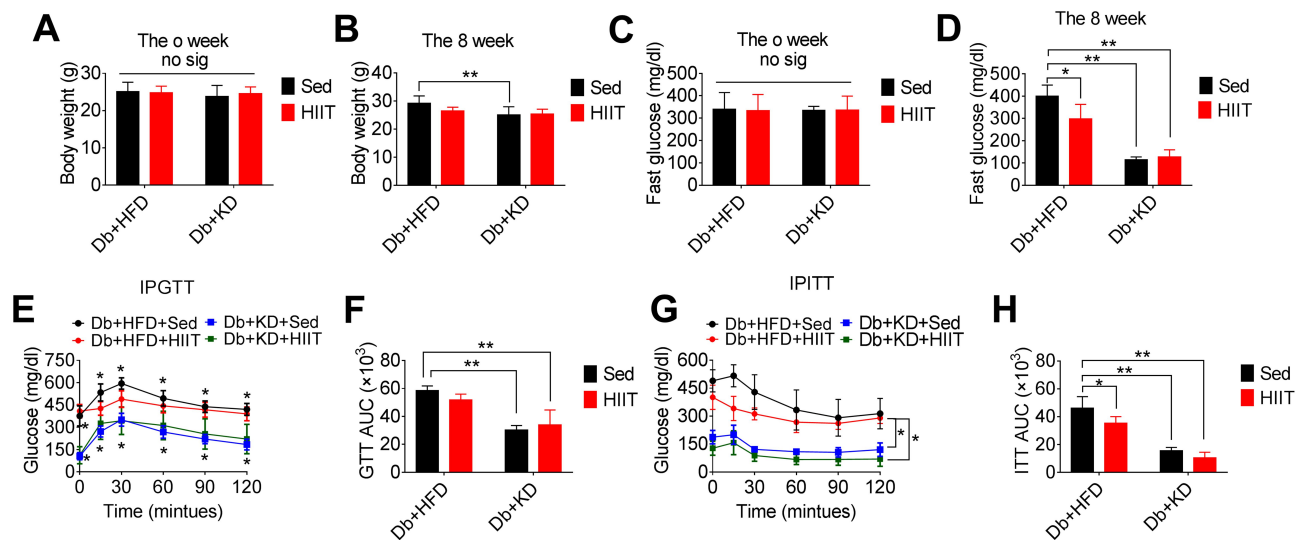 A
The o week
no sig
Body weight (g)
30
20
10
0
Db+HFD
Db+KD
Sed
HIIT
B
The 8 week
**
Body weight (g)
40
30
20
10
0
Db+HFD
Db+KD
Sed
HIIT
C
The o week
no sig
Fast glucose (mg/dl)
500
400
300
200
100
0
Db+HFD
Db+KD
Sed
HIIT
D
The 8 week
**
**
*
Fast glucose (mg/dl)
500
400
300
200
100
0
Db+HFD
Db+KD
Sed
HIIT
E
IPGTT
Db+HFD+Sed
Db+KD+Sed
Db+HFD+HIIT
Db+KD+HIIT
Glucose (mg/dl)
750
600
450
300
150
0
* * * * *
* * * * * * *
0 30 60 90 120
Time (mintues)
F
**
**
GTT AUC (×10³)
80
60
40
20
0
Db+HFD
Db+KD
Sed
HIIT
G
IPITT
Db+HFD+Sed
Db+KD+Sed
Db+HFD+HIIT
Db+KD+HIIT
Glucose (mg/dl)
600
450
300
150
0
* *
0 30 60 90 120
Time (mintues)
H
**
**
*
ITT AUC (×10³)
80
60
40
20
0
Db+HFD
Db+KD
Sed
HIIT